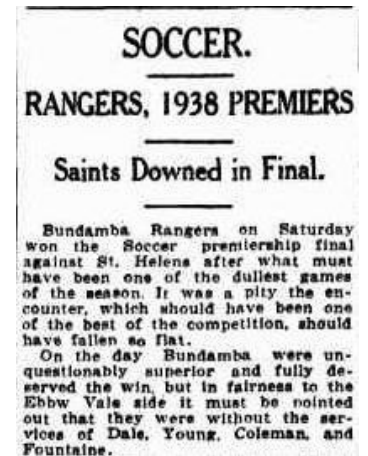 SOCCER.
RANGERS, 1938 PREMIERS
Saints Downed in Final.
Bundamba Rangers on Saturday
won the Soccer premiership final
against St. Helens after what must
have been one of the dullest games
of the season. It was a pity the en-
counter, which should have been one
of the best of the competition, should
have fallen so flat.
On the day Bundamba were un-
questionably superior and fully de-
served the win, but in fairness to the
Ebbw Vale side it must be pointed
out that they were without the ser-
vices of Dale, Young, Coleman, and
Fountaine.